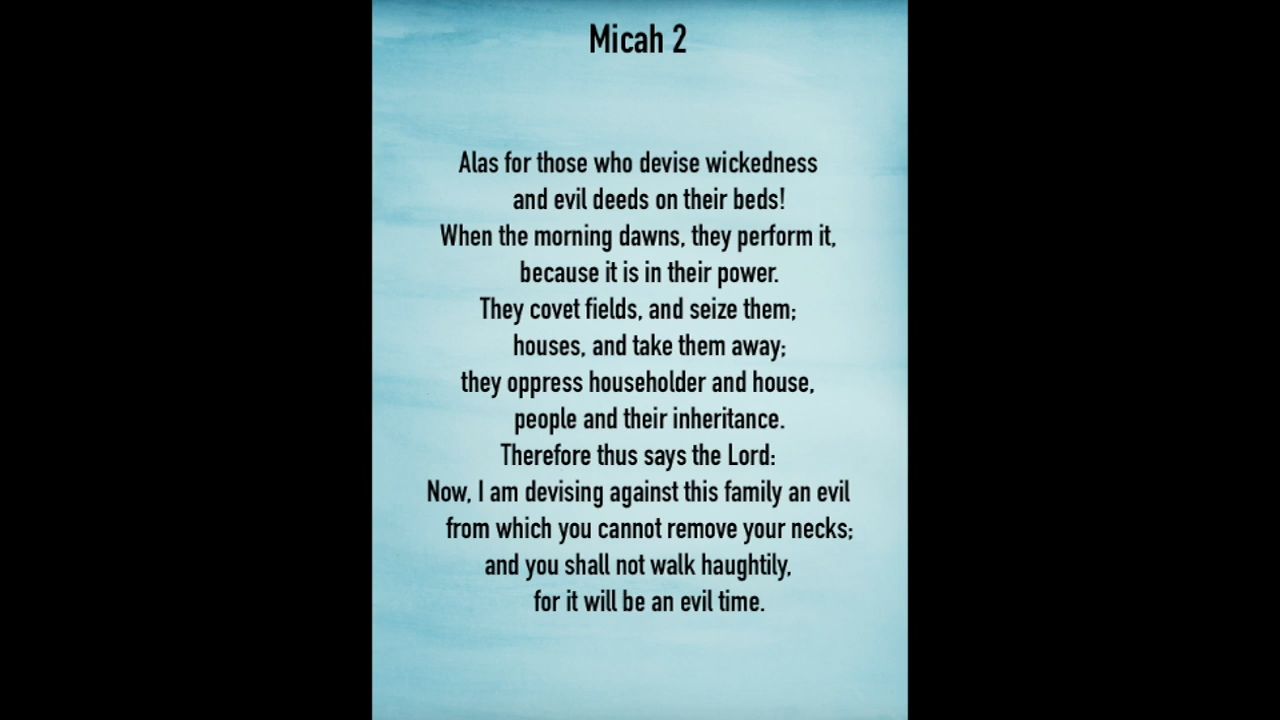 Micah 2
Alas for those who devise wickedness
and evil deeds on their beds!
When the morning dawns, they perform it,
because it is in their power.
They covet fields, and seize them;
houses, and take them away;
they oppress householder and house,
people and their inheritance.
Therefore thus says the Lord:
Now, I am devising against this family an evil
from which you cannot remove your necks;
and you shall not walk haughtily,
for it will be an evil time.